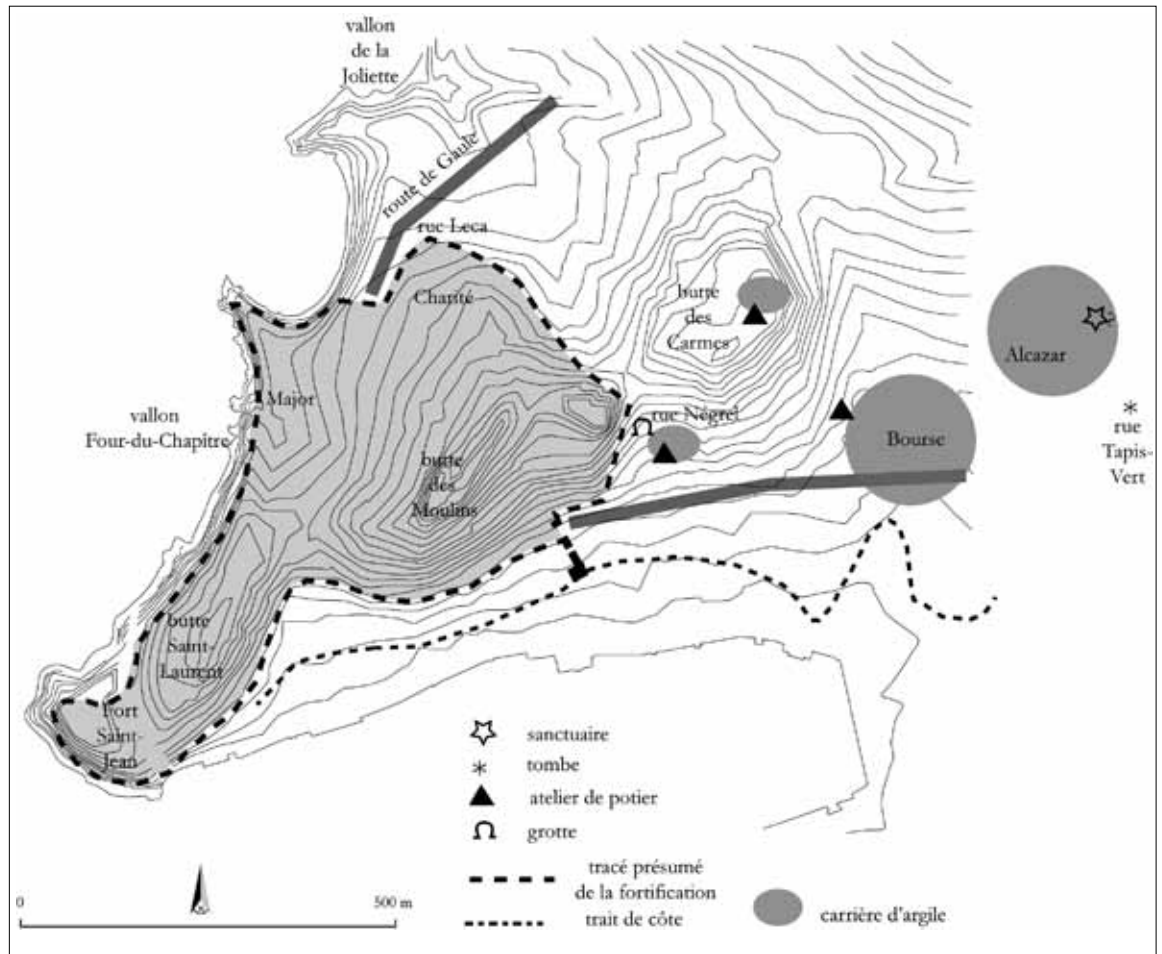 vallon
de la
Joliette
route de Gaule
rue Leca
Charité
butte
des
Carmes
Alcazar
Major
vallon
Four-du-Chapître
rue Négrel
Bourse
rue
Tapis-
Vert
butte
des
Moulins
butte
Saint-
Laurent
Fort
Saint-
Jean
sanctuaire
tombe
atelier de potier
grotte
tracé présumé
de la fortification
trait de côte
carrière d'argile
0
500 m